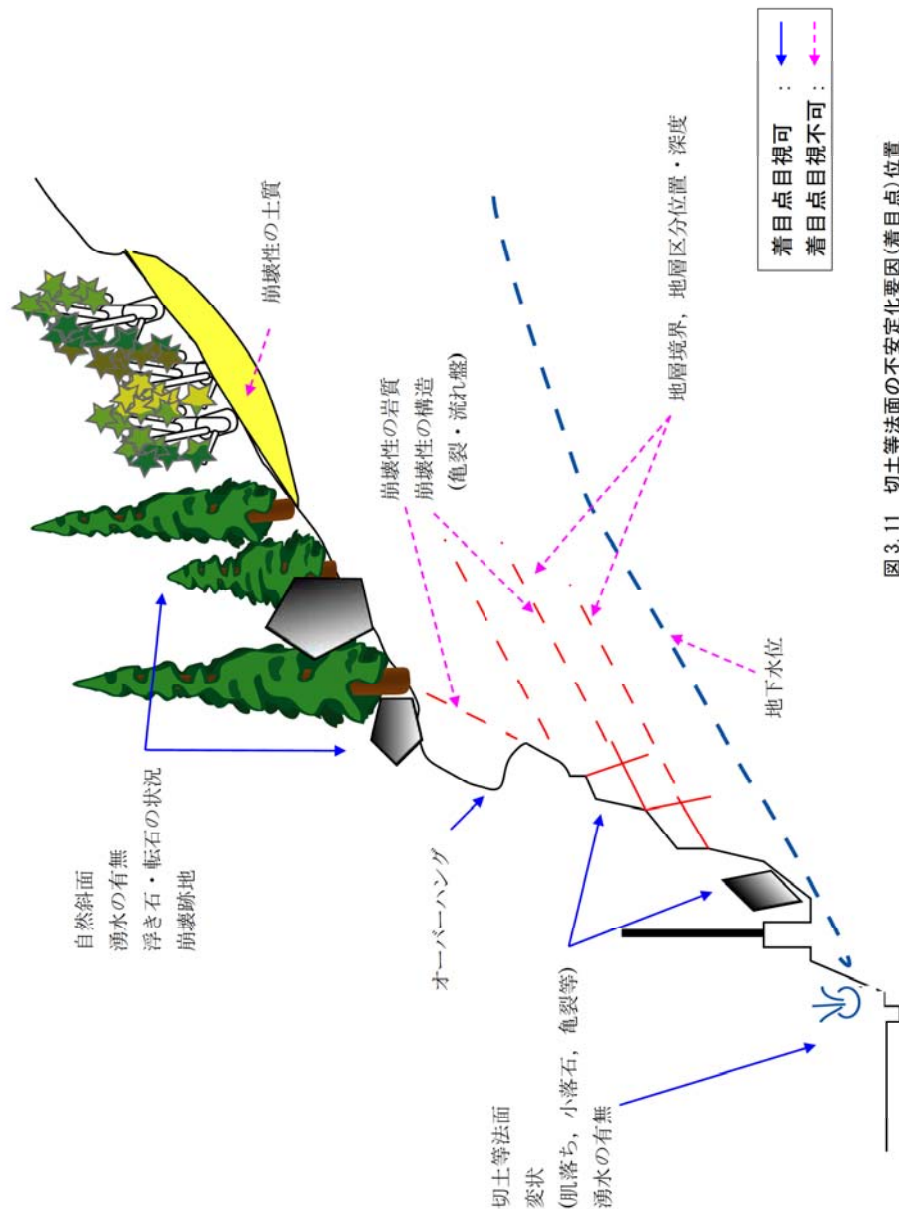 自然斜面
湧水の有無
浮き石・転石の状況
崩壊跡地
オーバーハング
切土等法面
変状
(肌落ち，小落石，亀裂等)
湧水の有無
崩壊性の土質
崩壊性の岩質
崩壊性の構造
(亀裂・流れ盤)
地層境界，地層区分位置・深度
地下水位
着目点目視可　：
着目点目視不可：
図3.11　切土等法面の不安定化要因(着目点)位置